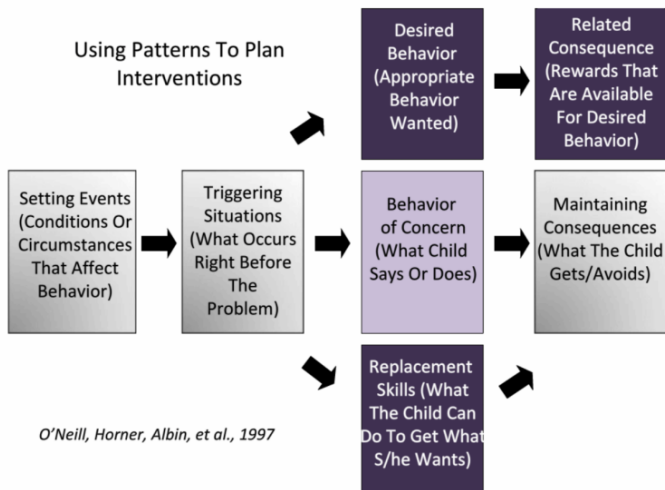 Using Patterns To Plan
Interventions
Desired
Behavior
(Appropriate
Behavior
Wanted)
Related
Consequence
(Rewards That
Are Available
For Desired
Behavior)
Setting Events
(Conditions Or
Circumstances
That Affect
Behavior)
Triggering
Situations
(What Occurs
Right Before
The
Problem)
Behavior
of Concern
(What Child
Says Or Does)
Maintaining
Consequences
(What The Child
Gets/Avoids)
Replacement
Skills (What
The Child Can
Do To Get What
S/he Wants)
O'Neill, Horner, Albin, et al., 1997